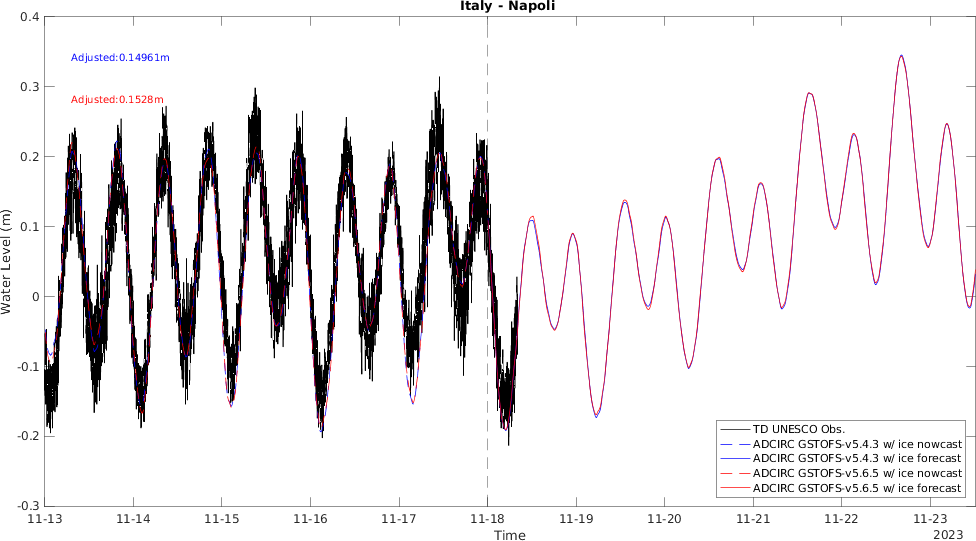 Italy - Napoli
0.4
0.3
0.2
0.1
0
-0.1
-0.2
-0.3
Water Level (m)
Adjusted:0.14961m
Adjusted:0.1528m
TD UNESCO Obs.
ADCIRC GSTOFS-v5.4.3 w/ ice nowcast
ADCIRC GSTOFS-v5.4.3 w/ ice forecast
ADCIRC GSTOFS-v5.6.5 w/ ice nowcast
ADCIRC GSTOFS-v5.6.5 w/ ice forecast
11-13 11-14 11-15 11-16 11-17 11-18 11-19 11-20 11-21 11-22 11-23
Time
2023